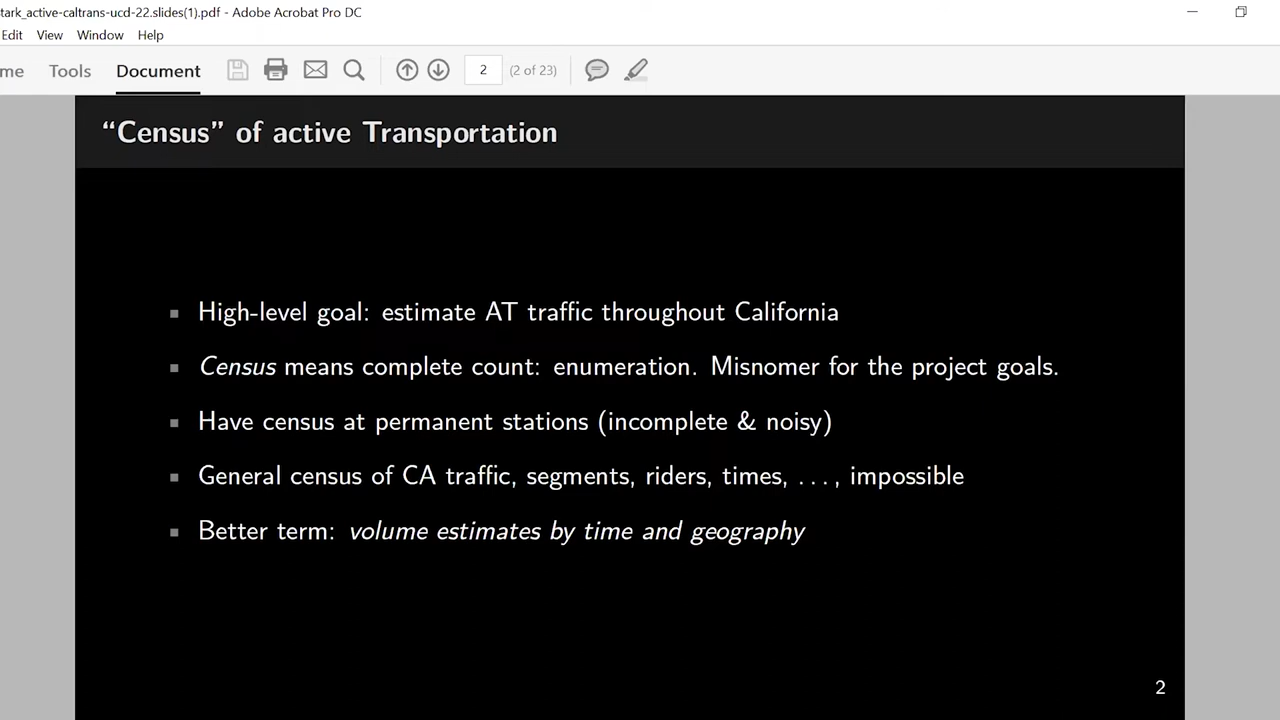 tark_active-caltrans-ucd-22.slides(1).pdf - Adobe Acrobat Pro DC
Edit View Window Help
me Tools Document 2 (2 of 23)
“Census” of active Transportation
High-level goal: estimate AT traffic throughout California
Census means complete count: enumeration. Misnomer for the project goals.
Have census at permanent stations (incomplete & noisy)
General census of CA traffic, segments, riders, times, . . . , impossible
Better term: volume estimates by time and geography
2